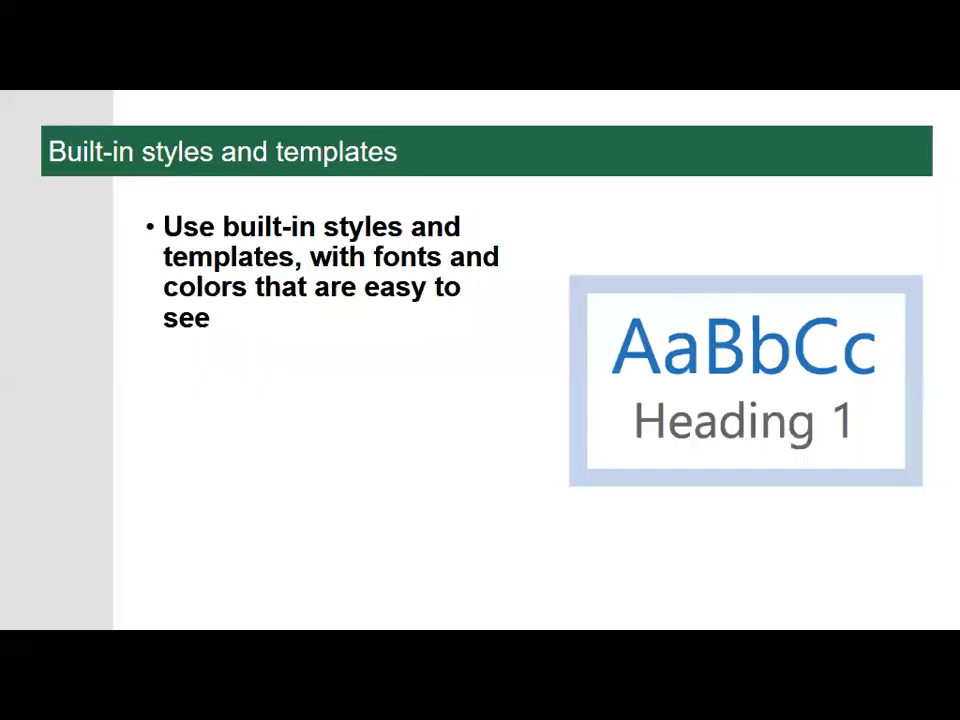 Built-in styles and templates
• Use built-in styles and
templates, with fonts and
colors that are easy to
see
AaBbCc
Heading 1